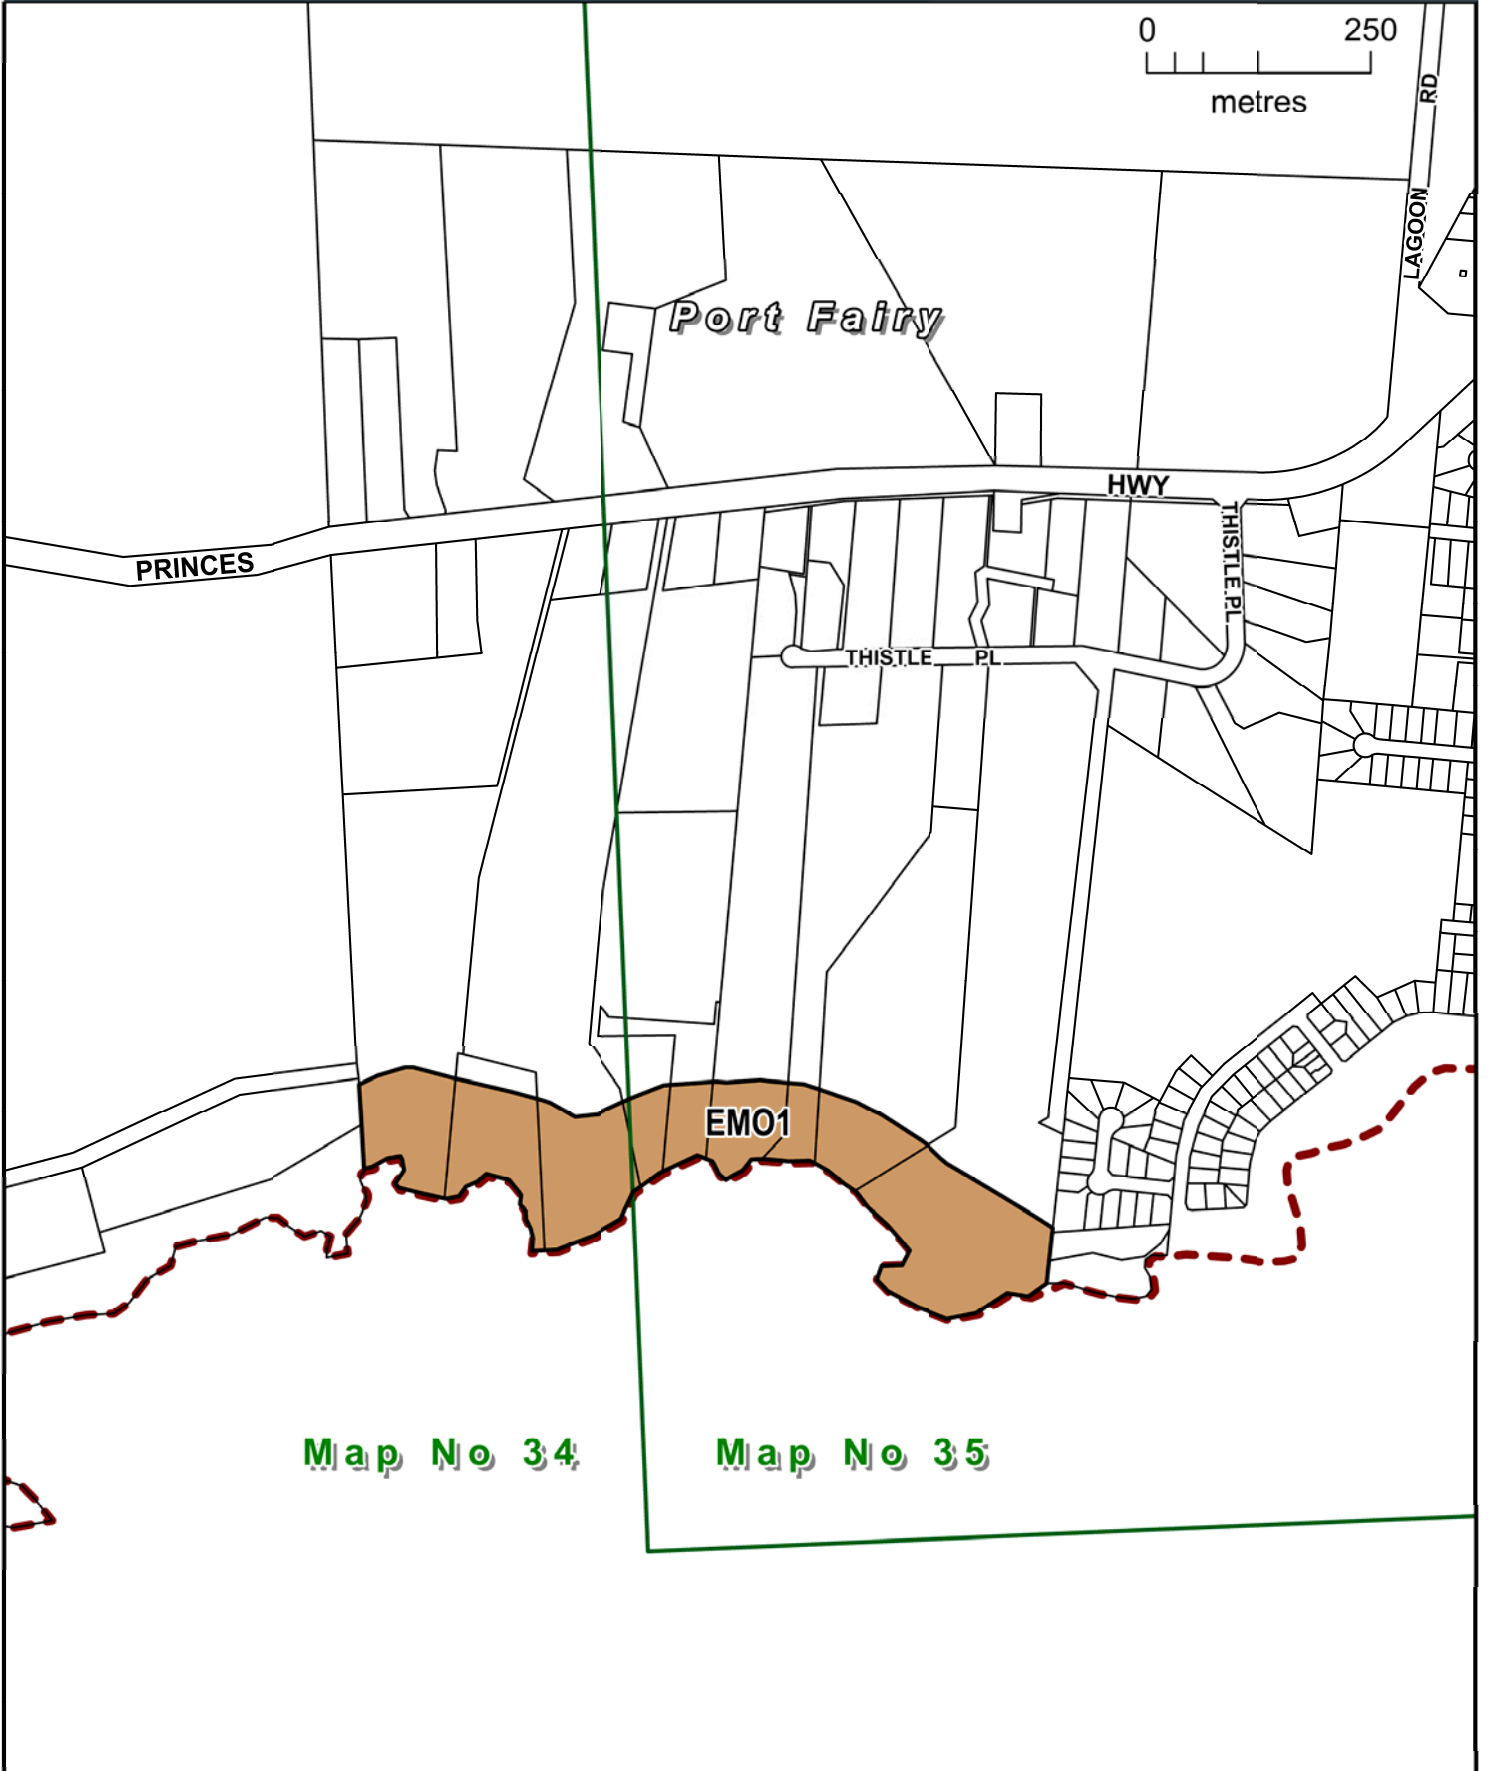 0 250
metres
LAGOON RD
Port Fairy
HWY
PRINCES
THISTLE PL
THISTLE PL
EMO1
Map No 34
Map No 35